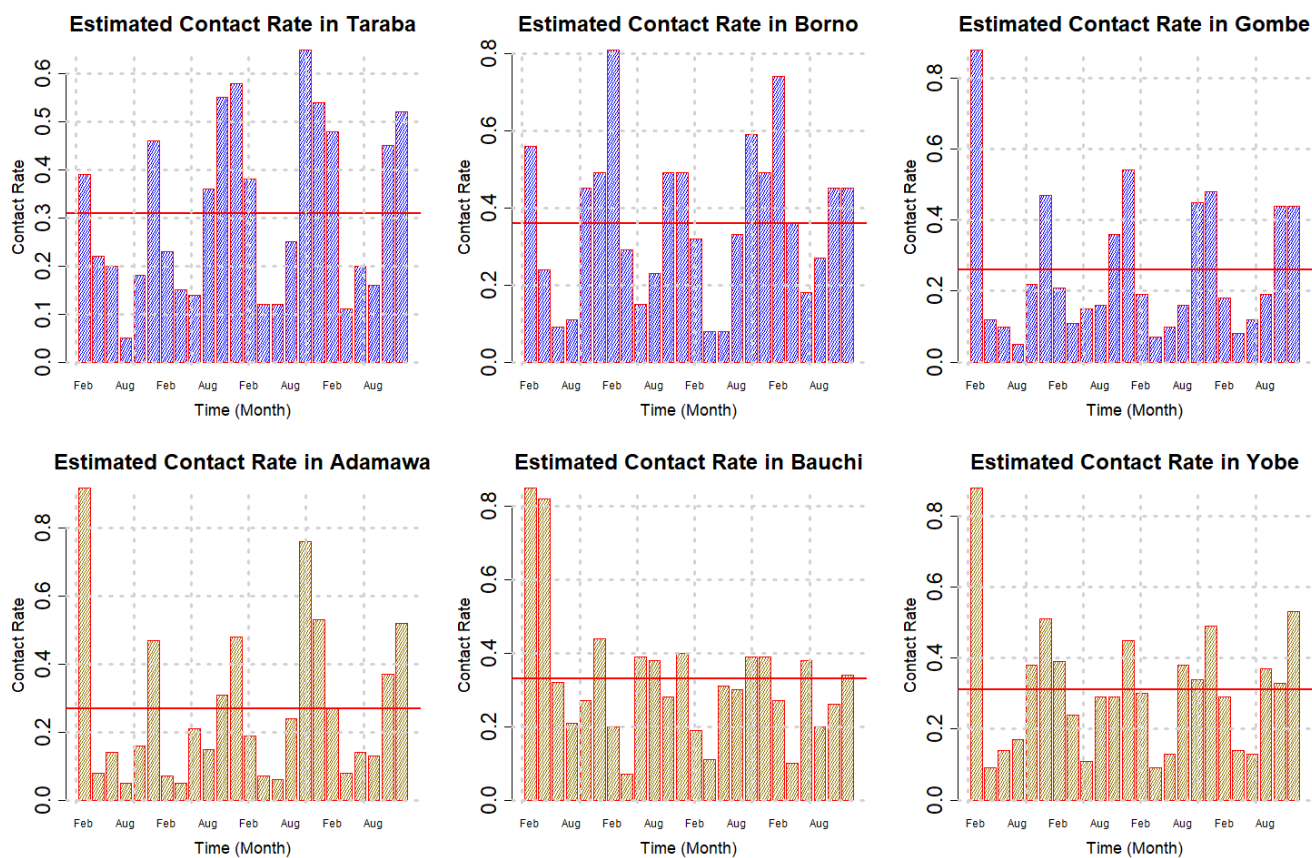 Estimated Contact Rate in Taraba
Contact Rate
0.0 0.1 0.2 0.3 0.4 0.5 0.6
Feb Aug Feb Aug Feb Aug Feb Aug
Time (Month)
Estimated Contact Rate in Borno
Contact Rate
0.0 0.2 0.4 0.6 0.8
Feb Aug Feb Aug Feb Aug Feb Aug
Time (Month)
Estimated Contact Rate in Gombe
Contact Rate
0.0 0.2 0.4 0.6 0.8
Feb Aug Feb Aug Feb Aug Feb Aug
Time (Month)
Estimated Contact Rate in Adamawa
Contact Rate
0.0 0.2 0.4 0.6 0.8
Feb Aug Feb Aug Feb Aug Feb Aug
Time (Month)
Estimated Contact Rate in Bauchi
Contact Rate
0.0 0.2 0.4 0.6 0.8
Feb Aug Feb Aug Feb Aug Feb Aug
Time (Month)
Estimated Contact Rate in Yobe
Contact Rate
0.0 0.2 0.4 0.6 0.8
Feb Aug Feb Aug Feb Aug Feb Aug
Time (Month)